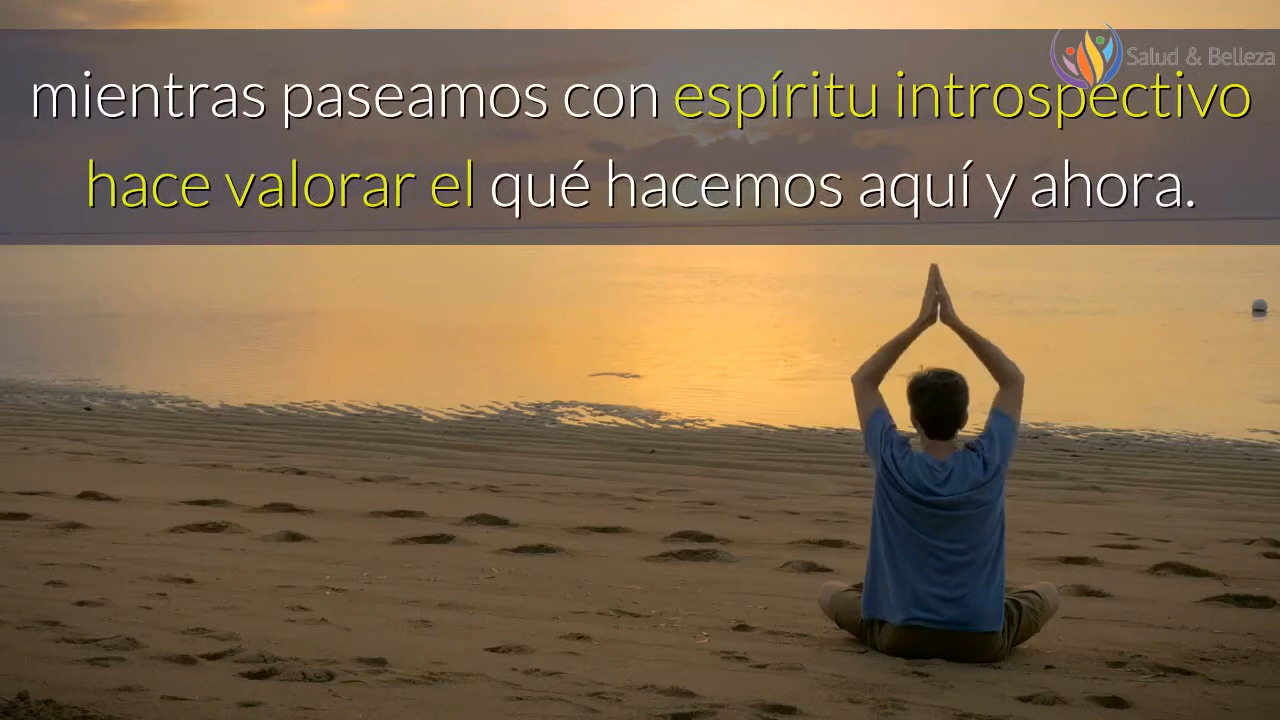 Salud & Belleza
mientras paseamos con espíritu introspectivo
hace valorar el qué hacemos aquí y ahora.